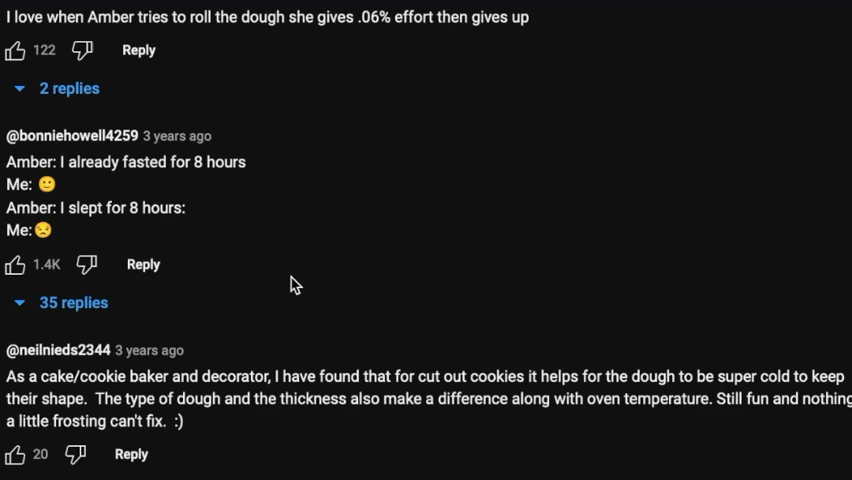 I love when Amber tries to roll the dough she gives .06% effort then gives up
122 Reply
2 replies
@bonniehowell4259 3 years ago
Amber: I already fasted for 8 hours
Me: 🙂
Amber: I slept for 8 hours:
Me:😒
1.4K Reply
35 replies
@neilnieds2344 3 years ago
As a cake/cookie baker and decorator, I have found that for cut out cookies it helps for the dough to be super cold to keep
their shape.  The type of dough and the thickness also make a difference along with oven temperature. Still fun and nothing
a little frosting can't fix.  :)
20 Reply